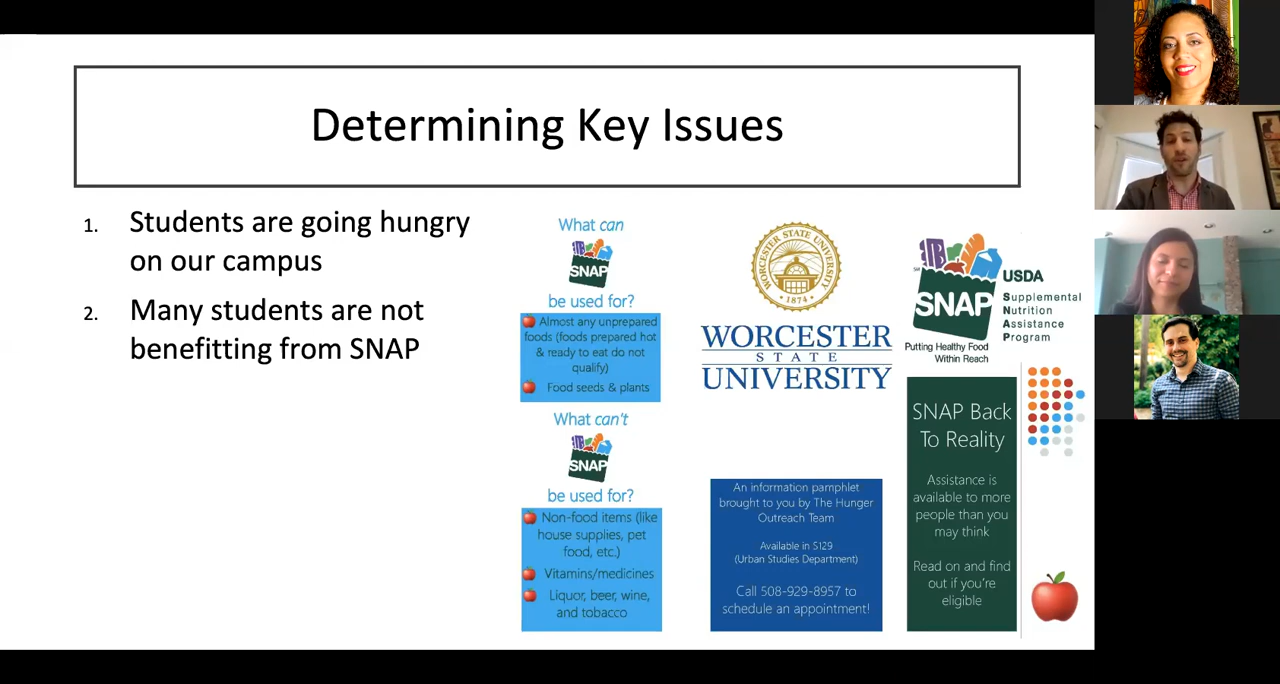 Determining Key Issues
1. Students are going hungry
on our campus
2. Many students are not
benefitting from SNAP
What can
SNAP
be used for?
Almost any unprepared
foods (foods prepared hot
& ready to eat do not
qualify)
Food seeds & plants
What can't
SNAP
be used for?
Non-food items (like
house supplies, pet
food, etc.)
Vitamins/medicines
Liquor, beer, wine,
and tobacco
WORCESTER STATE UNIVERSITY
1874
WORCESTER
STATE
UNIVERSITY
An information pamphlet
brought to you by The Hunger
Outreach Team
Available in S129
(Urban Studies Department)
Call 508-929-8957 to
schedule an appointment!
SNAP
USDA
Supplemental
Nutrition
Assistance
Program
Putting Healthy Food
Within Reach
SNAP Back
To Reality
Assistance is
available to more
people than you
may think
Read on and find
out if you're
eligible